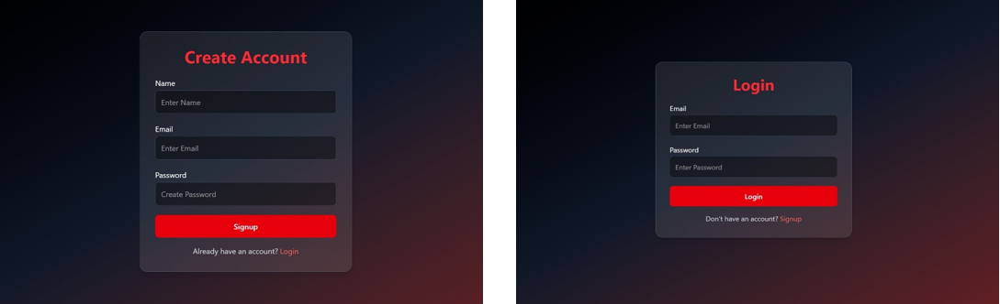 Create Account
Name
Enter Name
Email
Enter Email
Password
Create Password
Signup
Already have an account? Login
Login
Email
Enter Email
Password
Enter Password
Login
Don't have an account? Signup